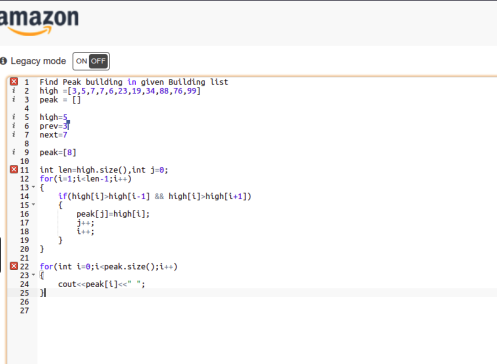 amazon
Legacy mode ON OFF
1 Find Peak building in given Building list
2 high =[3,5,7,7,6,23,19,34,88,76,99]
3 peak = []
4
5 high=5
6 prev=3
7 next=7
8
9 peak=[8]
10
11 int len=high.size(),int j=0;
12 for(i=1;i<len-1;i++)
13 {
14 if(high[i]>high[i-1] && high[i]>high[i+1])
15 {
16 peak[j]=high[i];
17 j++;
18 i++;
19 }
20 }
21
22 for(int i=0;i<peak.size();i++)
23 {
24 cout<<peak[i]<<" ";
25 }
26
27